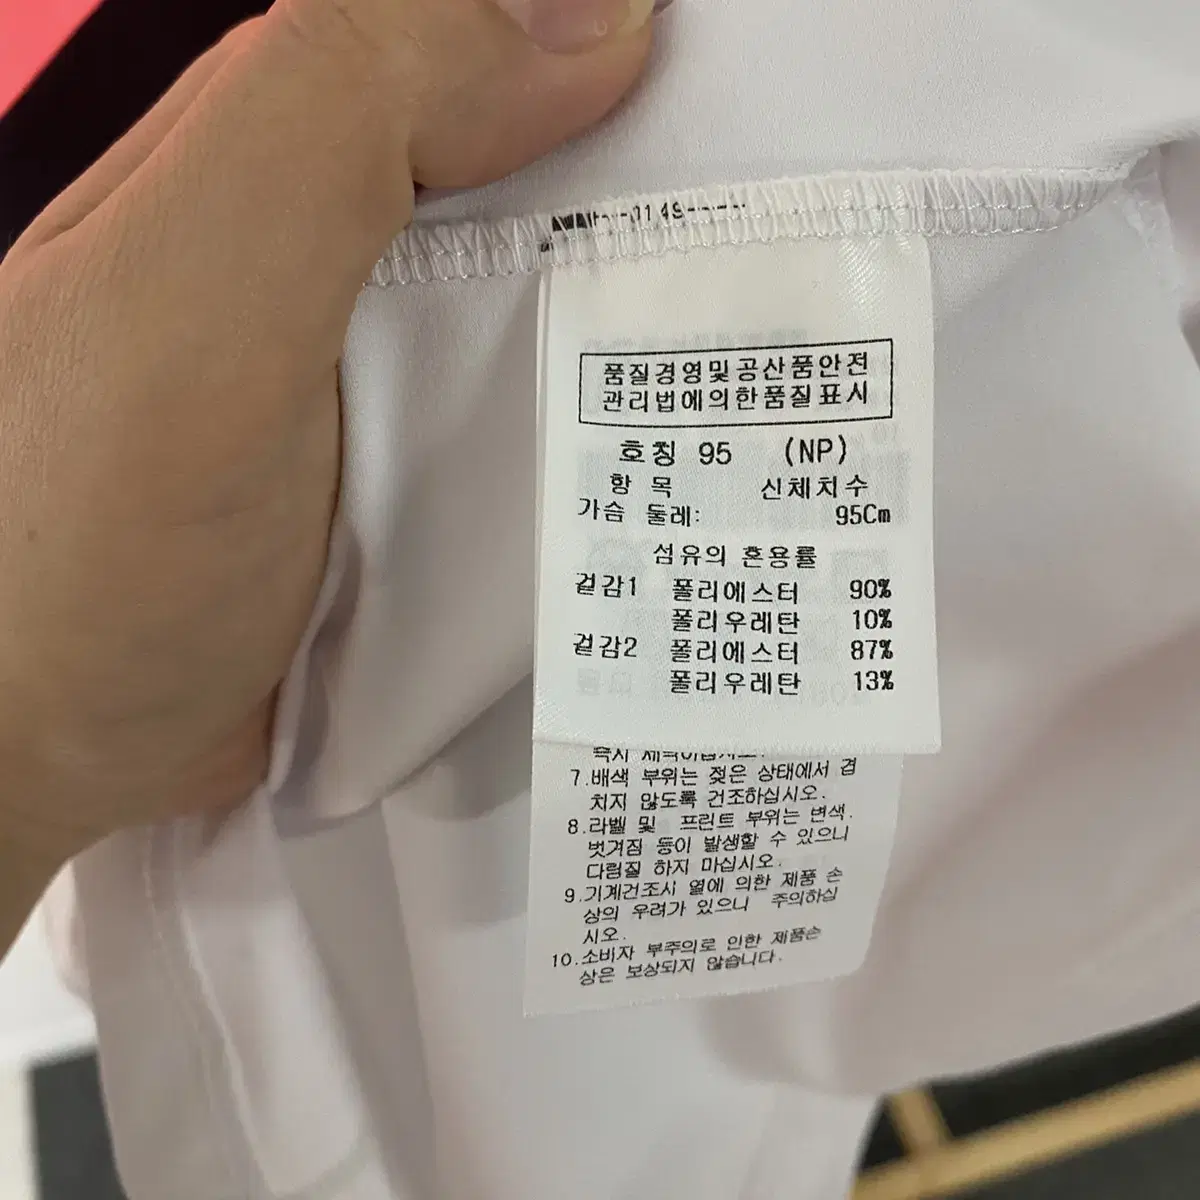 품질경영및공산품안전
관리법에의한품질표시
호칭 95 (NP)
항 목 신체치수
가슴 둘레: 95Cm
섬유의 혼용률
겉감1 폴리에스터 90%
폴리우레탄 10%
겉감2 폴리에스터 87%
폴리우레탄 13%
7.배색 부위는 젖은 상태에서 겹
치지 않도록 건조하십시오.
8.라벨 및 프린트 부위는 변색.
벗겨짐 등이 발생할 수 있으니
다림질 하지 마십시오.
9.기계건조시 열에 의한 제품 손
상의 우려가 있으니 주의하십
시오.
10.소비자 부주의로 인한 제품손
상은 보상되지 않습니다.